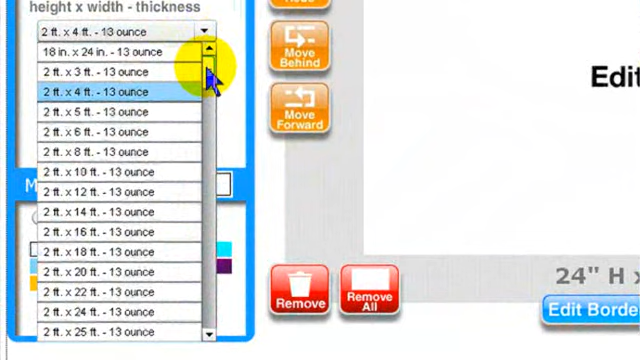 height x width - thickness
2 ft. x 4 ft. - 13 ounce
18 in. x 24 in. - 13 ounce
2 ft. x 3 ft. - 13 ounce
2 ft. x 4 ft. - 13 ounce
2 ft. x 5 ft. - 13 ounce
2 ft. x 6 ft. - 13 ounce
2 ft. x 8 ft. - 13 ounce
2 ft. x 10 ft. - 13 ounce
2 ft. x 12 ft. - 13 ounce
2 ft. x 14 ft. - 13 ounce
2 ft. x 16 ft. - 13 ounce
2 ft. x 18 ft. - 13 ounce
2 ft. x 20 ft. - 13 ounce
2 ft. x 22 ft. - 13 ounce
2 ft. x 24 ft. - 13 ounce
2 ft. x 25 ft. - 13 ounce
M
Move
Behind
Move
Forward
Remove
Remove
All
Edit
24" H x
Edit Borde